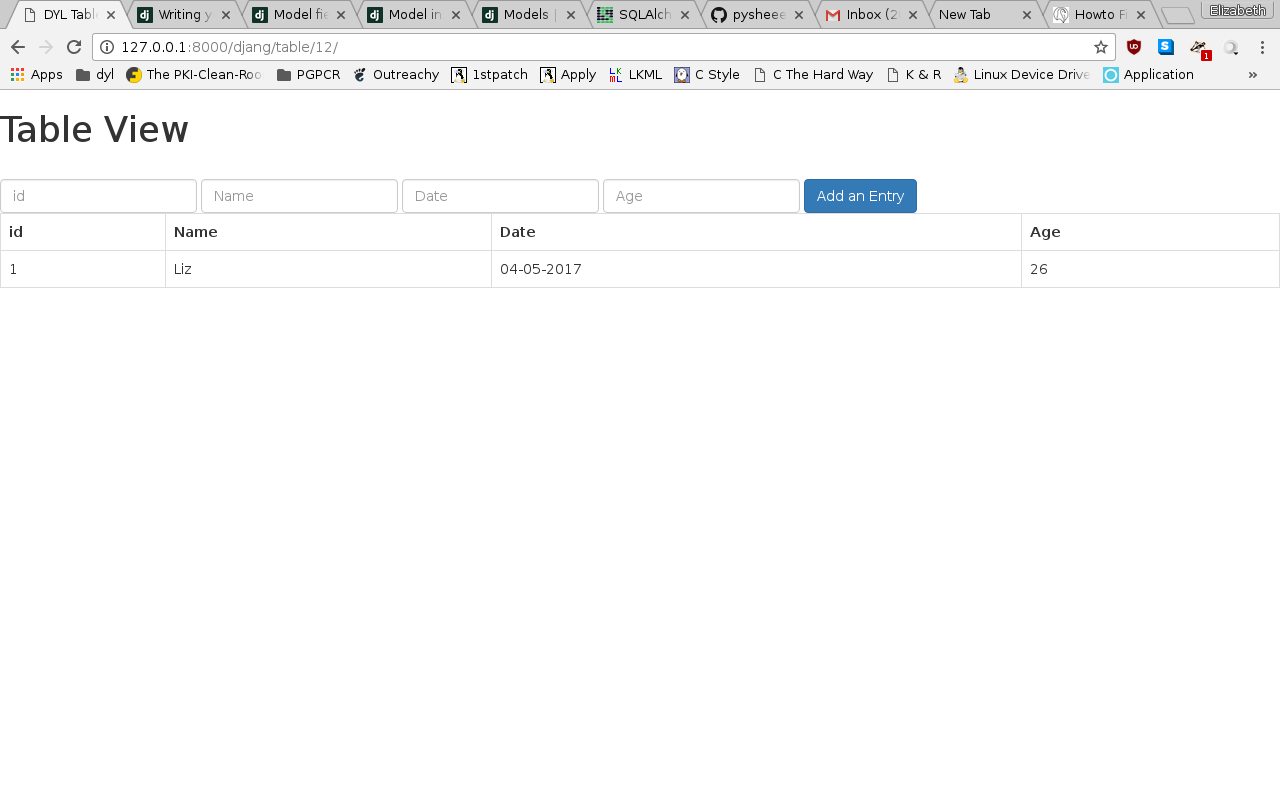 DYL Table Writing y Model fie Model in Models | SQLAlch pysheee Inbox (2 New Tab Howto Fi Elizabeth
127.0.0.1:8000/djang/table/12/
Apps dyl The PKI-Clean-Roo PGPCR Outreachy 1stpatch Apply LKML C Style C The Hard Way K & R Linux Device Drive Application »
Table View
id Name Date Age Add an Entry
id Name Date Age
1 Liz 04-05-2017 26